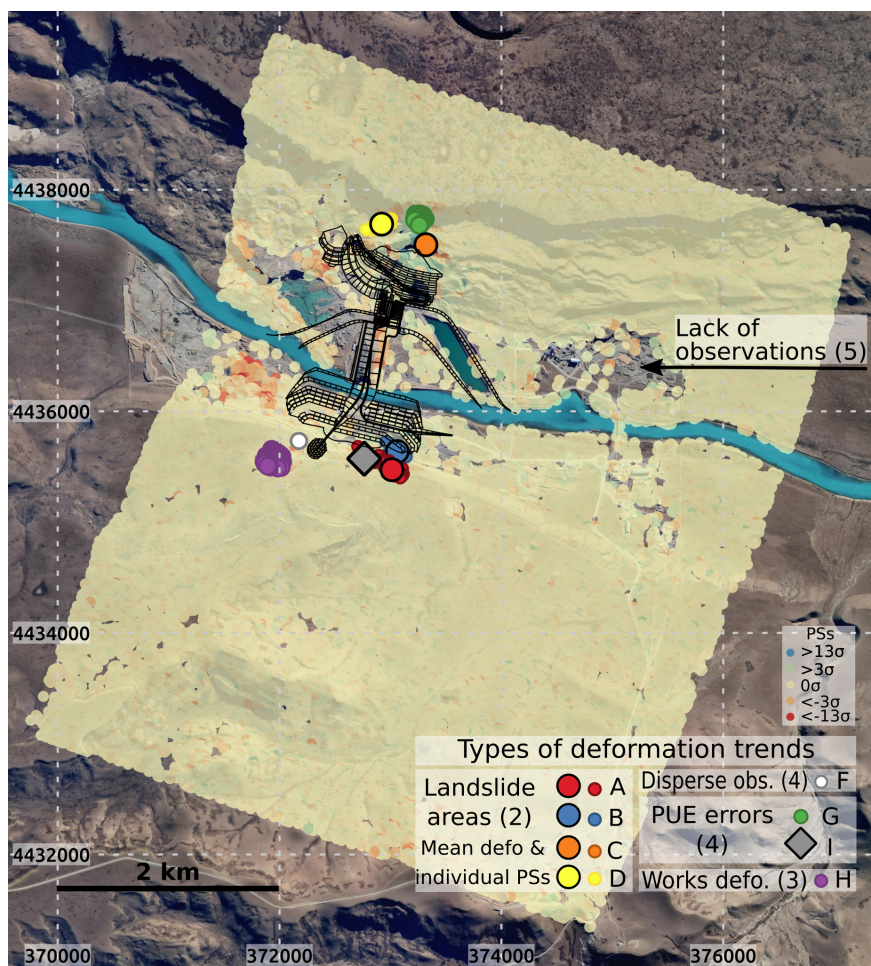 4438000
Lack of
observations (5)
4436000
4434000
PSs
>13σ
>3σ
0σ
<-3σ
<-13σ
Types of deformation trends
Landslide
areas (2)
Mean defo &
individual PSs
A
B
C
D
Disperse obs. (4) F
PUE errors
(4)
G
I
Works defo. (3) H
4432000
2 km
370000 372000 374000 376000